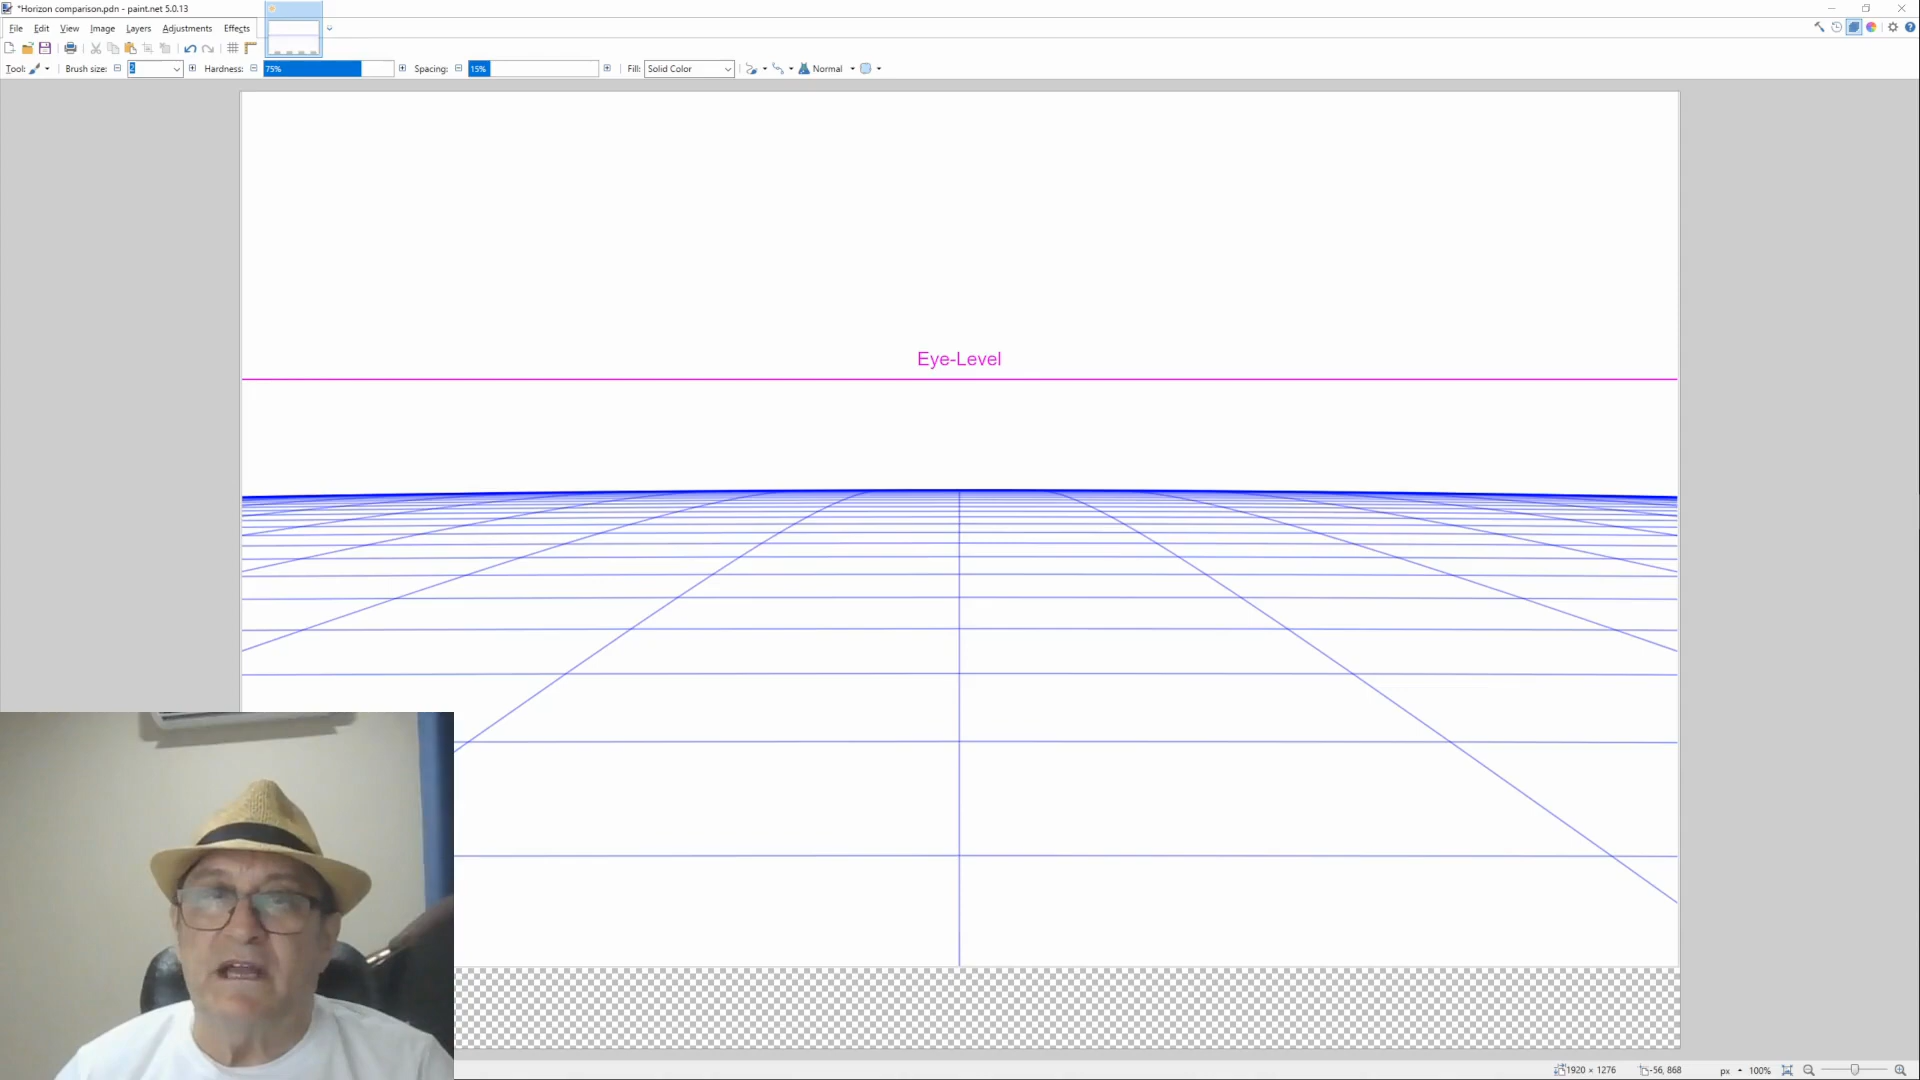 *Horizon comparison.pdn - paint.net 5.0.13
File Edit View Image Layers Adjustments Effects
Tool: Brush size: 2 Hardness: 75% Spacing: 15% Fill: Solid Color Normal
Eye-Level
1920 × 1276 -56, 868 px 100%